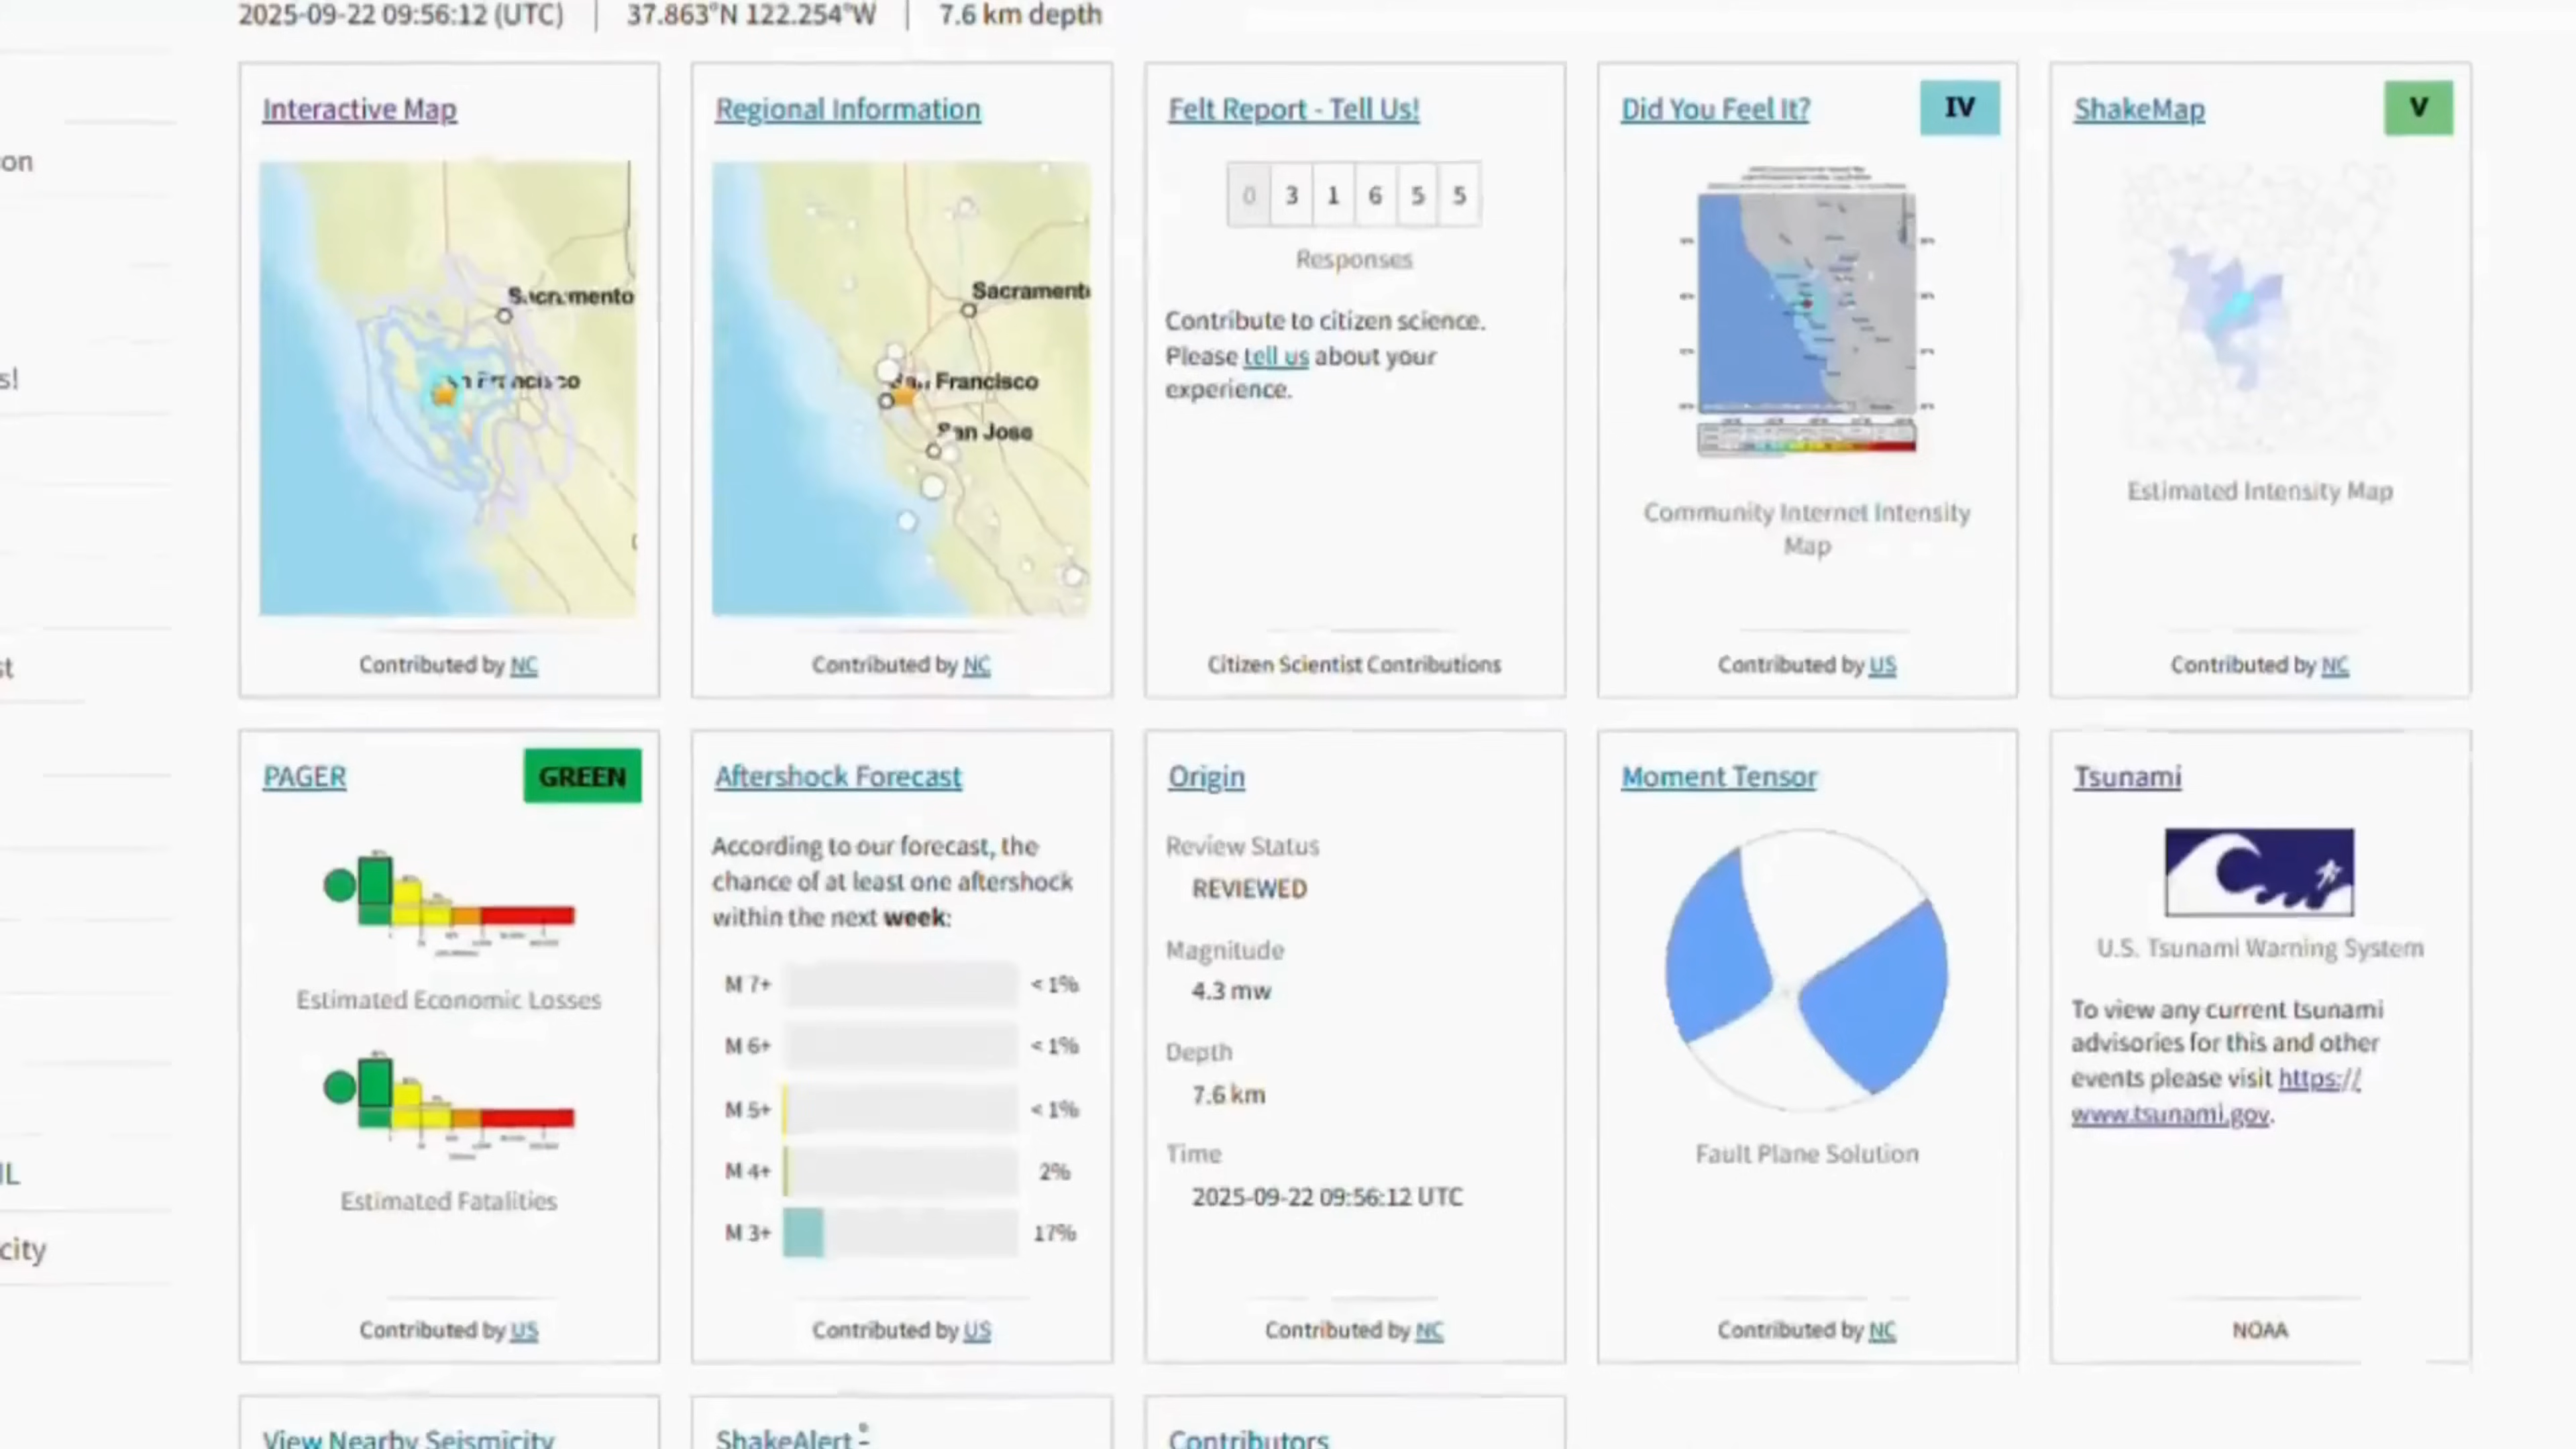 2025-09-22 09:56:12 (UTC) | 37.863°N 122.254°W | 7.6 km depth
on
s!
st
IL
city
Interactive Map
Sacramento
San Francisco
Contributed by NC
Regional Information
Sacramento
San Francisco
San Jose
Contributed by NC
Felt Report - Tell Us!
0 3 1 6 5 5
Responses
Contribute to citizen science.
Please tell us about your
experience.
Citizen Scientist Contributions
Did You Feel It?
IV
Community Internet Intensity
Map
Contributed by US
ShakeMap
V
Estimated Intensity Map
Contributed by NC
PAGER
GREEN
Estimated Economic Losses
Estimated Fatalities
Contributed by US
Aftershock Forecast
According to our forecast, the
chance of at least one aftershock
within the next week:
M 7+ < 1%
M 6+ < 1%
M 5+ < 1%
M 4+ 2%
M 3+ 17%
Contributed by US
Origin
Review Status
REVIEWED
Magnitude
4.3 mw
Depth
7.6 km
Time
2025-09-22 09:56:12 UTC
Contributed by NC
Moment Tensor
Fault Plane Solution
Contributed by NC
Tsunami
U.S. Tsunami Warning System
To view any current tsunami
advisories for this and other
events please visit https://
www.tsunami.gov.
NOAA
View Nearby Seismicity
ShakeAlert ® -
Contributors